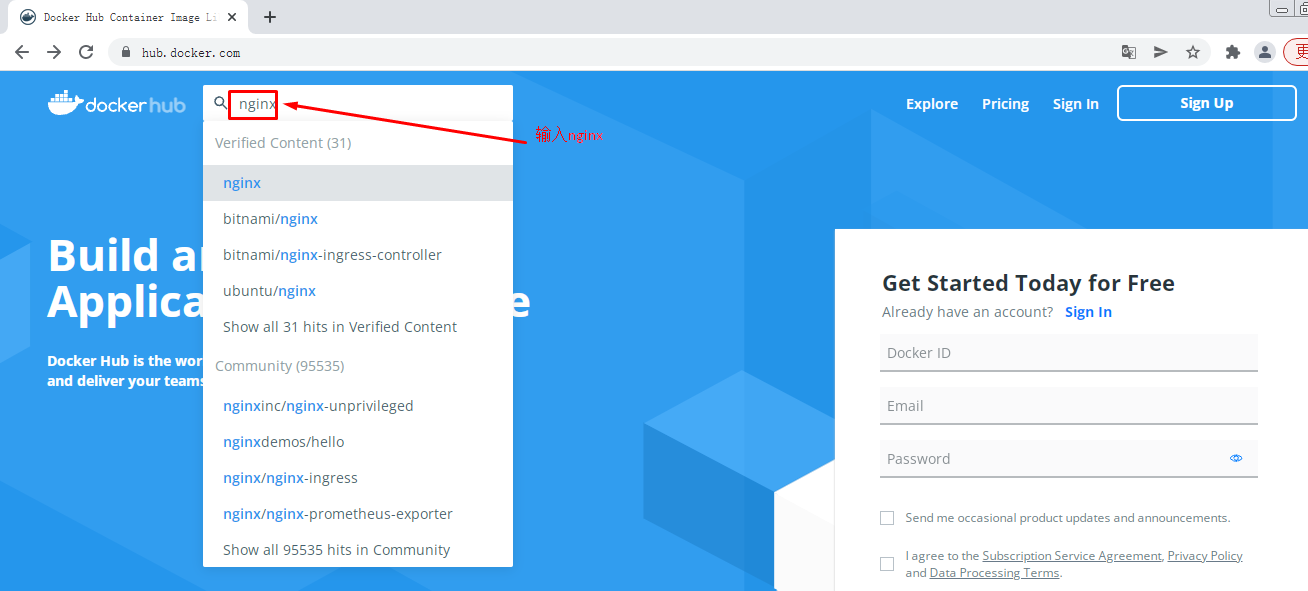 Docker Hub Container Image Li
hub.docker.com
更
docker hub
nginx
Explore
Pricing
Sign In
Sign Up
输入nginx
Verified Content (31)
nginx
bitnami/nginx
bitnami/nginx-ingress-controller
ubuntu/nginx
Show all 31 hits in Verified Content
Community (95535)
nginxinc/nginx-unprivileged
nginxdemos/hello
nginx/nginx-ingress
nginx/nginx-prometheus-exporter
Show all 95535 hits in Community
Build a
Applica e
Docker Hub is the wor
and deliver your teams
Get Started Today for Free
Already have an account? Sign In
Docker ID
Email
Password
Send me occasional product updates and announcements.
I agree to the Subscription Service Agreement, Privacy Policy
and Data Processing Terms.